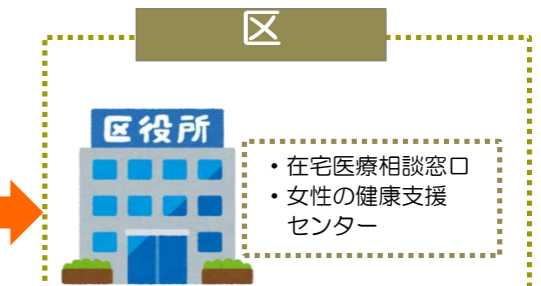 区
区役所
・在宅医療相談窓口
・女性の健康支援
センター